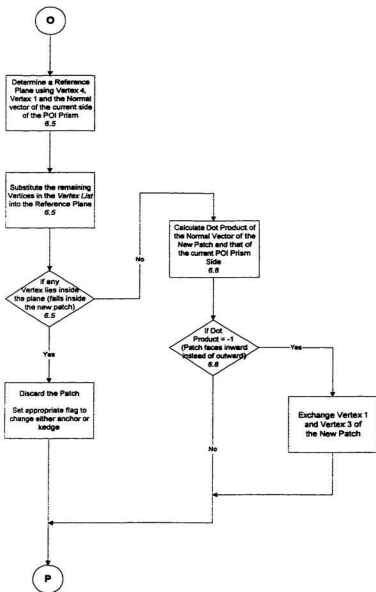 O
Determine a Reference
Plane using Vertex 4,
Vertex 1 and the Normal
vector of the current side
of the POI Prism
6.5
Substitute the remaining
Vertices in the Vertex List
into the Reference Plane
6.5
If any
Vertex lies inside
the plane (falls inside
the new patch)
6.5
No
Calculate Dot Product of
the Normal Vector of the
New Patch and that of
the current POI Prism
Side
6.8
Yes
If Dot
Product = -1
(Patch faces inward
instead of outward)
6.8
Yes
Discard the Patch
Set appropriate flag to
change either anchor or
kedge
Exchange Vertex 1
and Vertex 3 of
the New Patch
No
P